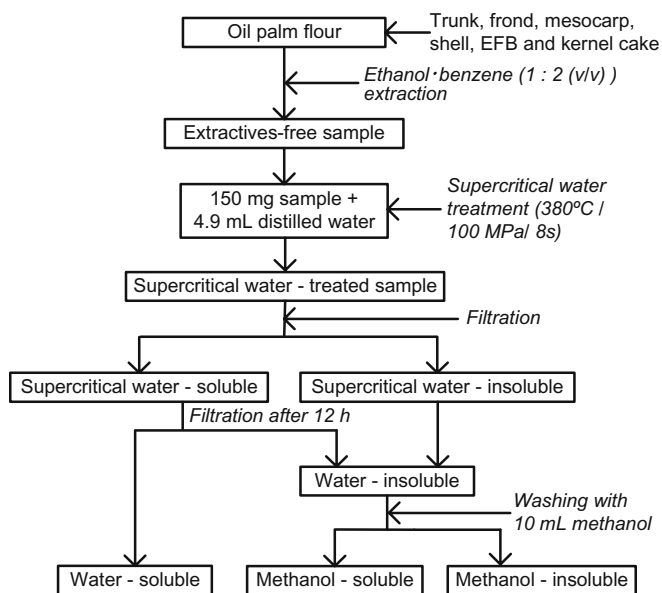 Oil palm flour
Trunk, frond, mesocarp,
shell, EFB and kernel cake
Ethanol·benzene (1 : 2 (v/v) )
extraction
Extractives-free sample
150 mg sample +
4.9 mL distilled water
Supercritical water
treatment (380ºC /
100 MPa/ 8s)
Supercritical water - treated sample
Filtration
Supercritical water - soluble
Supercritical water - insoluble
Filtration after 12 h
Water - insoluble
Washing with
10 mL methanol
Water - soluble
Methanol - soluble
Methanol - insoluble